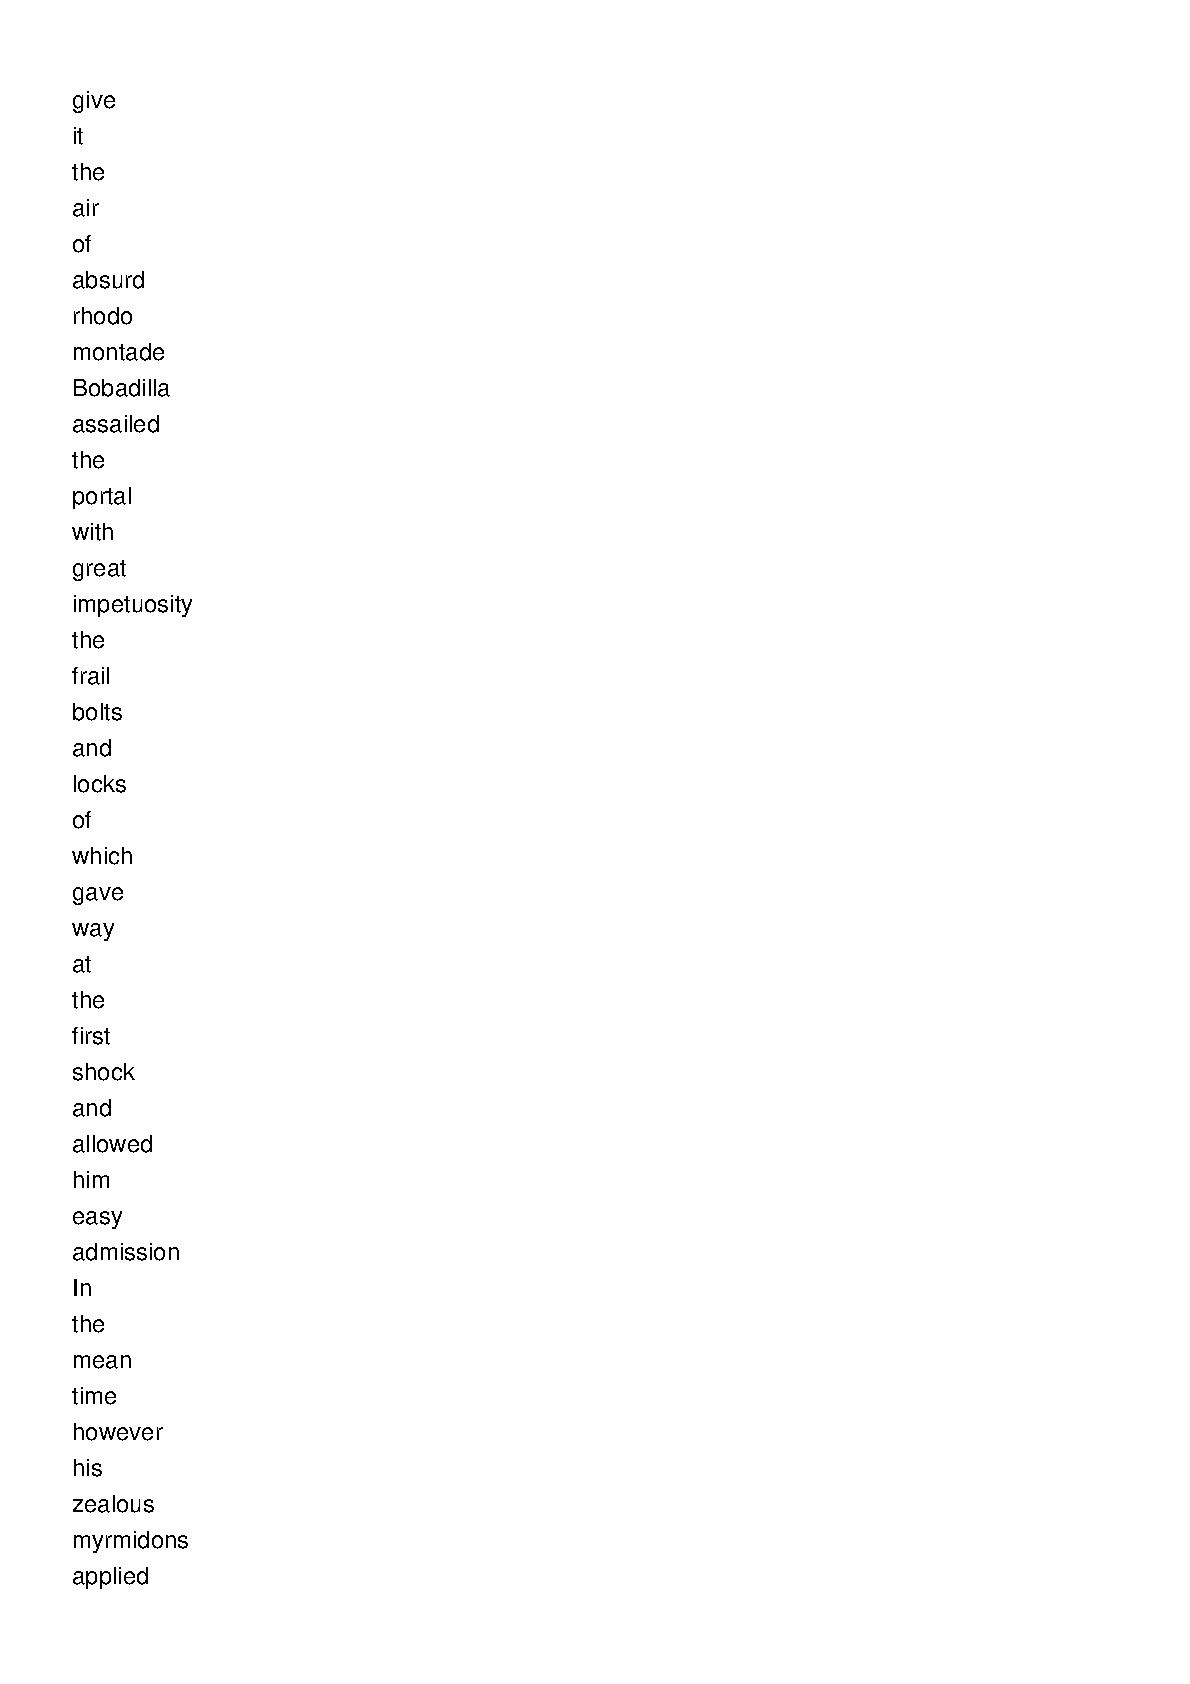 give
it
the
air
of
absurd
rhodo
montade
Bobadilla
assailed
the
portal
with
great
impetuosity
the
frail
bolts
and
locks
of
which
gave
way
at
the
first
shock
and
allowed
him
easy
admission
In
the
mean
time
however
his
zealous
myrmidons
applied